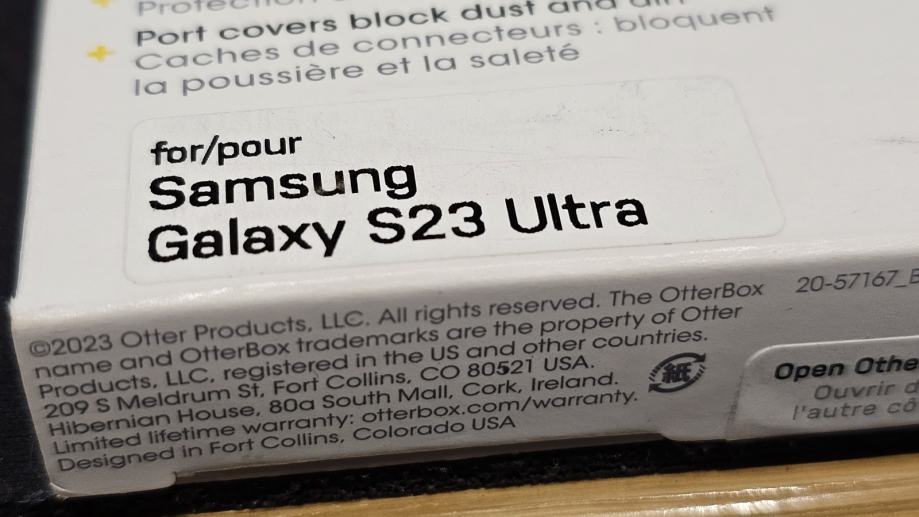 Protection
Port covers block dust and
Caches de connecteurs : bloquent
la poussière et la saleté
for/pour
Samsung
Galaxy S23 Ultra
©2023 Otter Products, LLC. All rights reserved. The OtterBox
name and OtterBox trademarks are the property of Otter
Products, LLC, registered in the US and other countries.
209 S Meldrum St, Fort Collins, CO 80521 USA.
Hibernian House, 80a South Mall, Cork, Ireland.
Limited lifetime warranty: otterbox.com/warranty.
Designed in Fort Collins, Colorado USA
紙
20-57167_
Open Othe
Ouvrir
l'autre cô